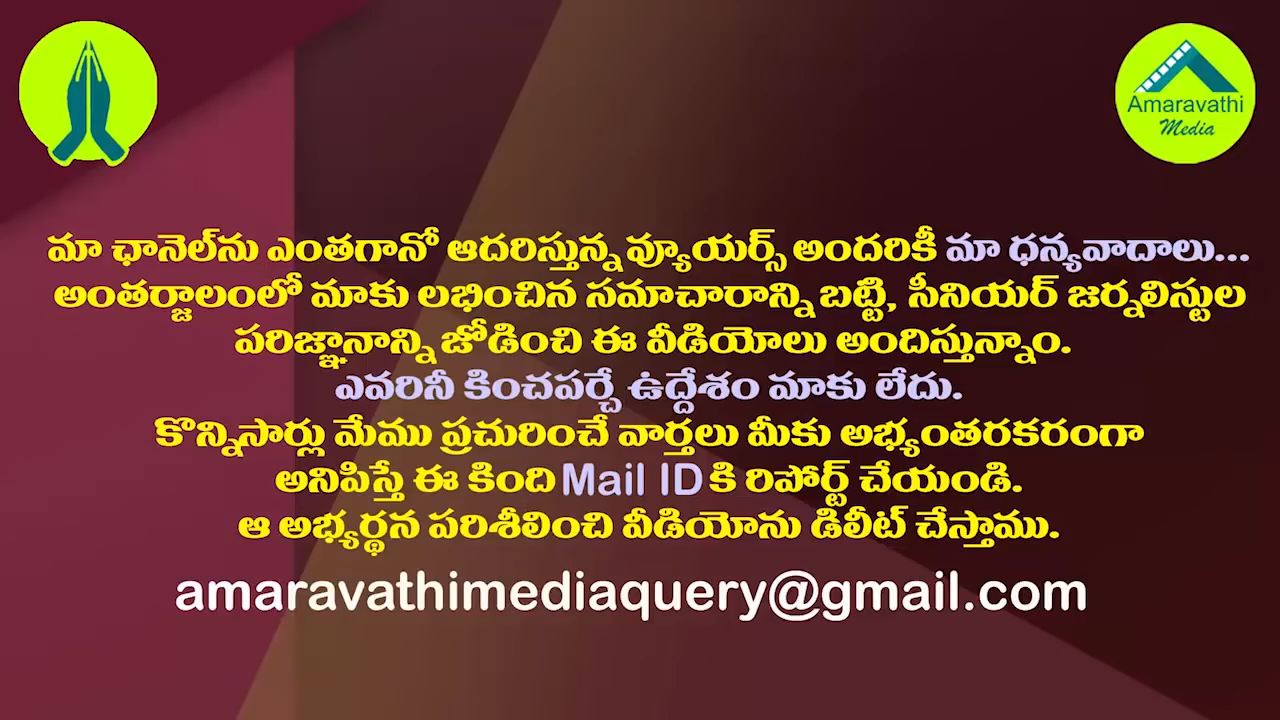 Amaravathi
Media
మా ఛానెల్‌ను ఎంతగానో ఆదరిస్తున్న వ్యూయర్స్ అందరికీ మా ధన్యవాదాలు...
అంతర్జాలంలో మాకు లభించిన సమాచారాన్ని బట్టి, సీనియర్ జర్నలిస్టుల
పరిజ్ఞానాన్ని జోడించి ఈ వీడియోలు అందిస్తున్నాం.
ఎవరినీ కించపర్చే ఉద్దేశం మాకు లేదు.
కొన్నిసార్లు మేము ప్రచురించే వార్తలు మీకు అభ్యంతరకరంగా
అనిపిస్తే ఈ కింది Mail ID కి రిపోర్ట్ చేయండి.
ఆ అభ్యర్థన పరిశీలించి వీడియోను డిలీట్ చేస్తాము.
amaravathimediaquery@gmail.com